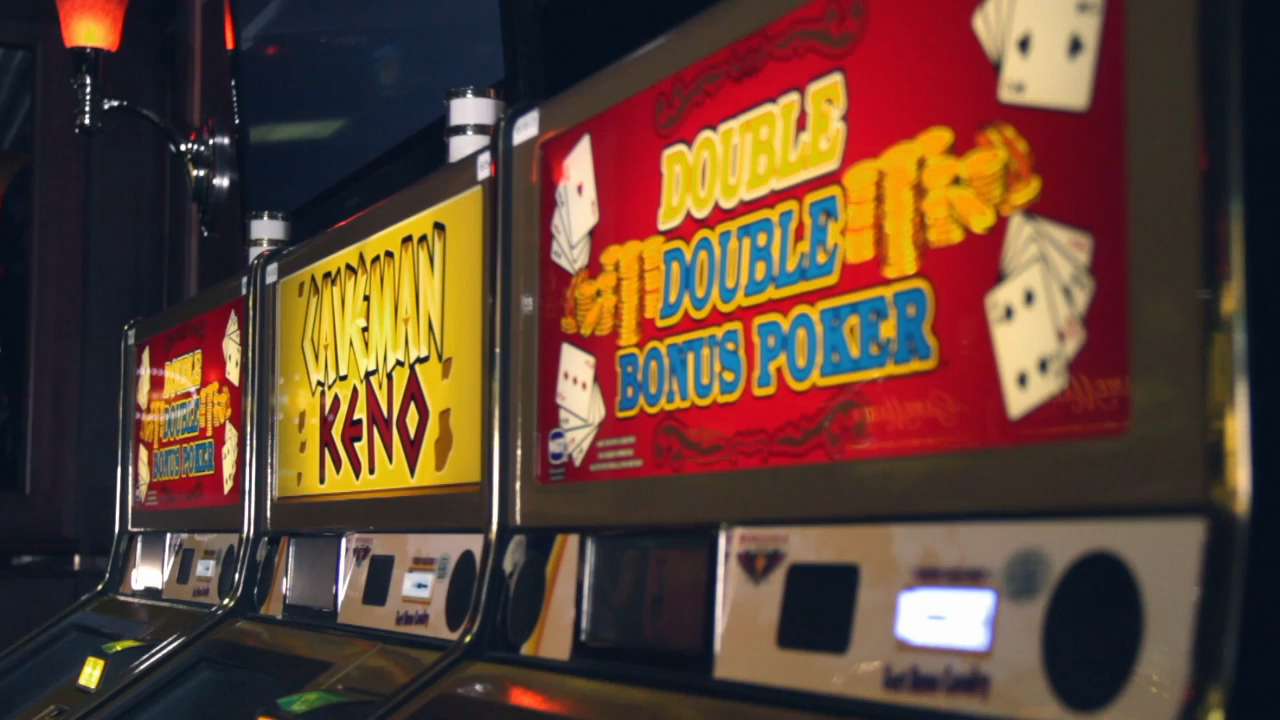 DOUBLE
DOUBLE
BONUS POKER
CAVEMAN
KENO
DOUBLE
DOUBLE
BONUS POKER